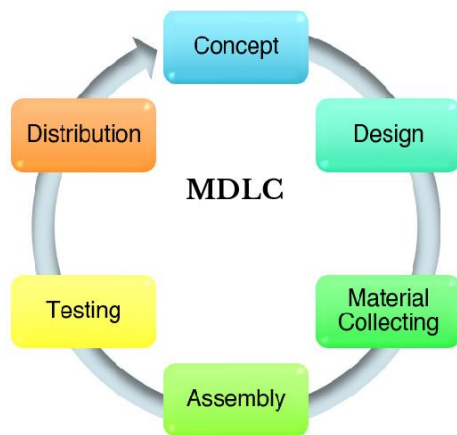 Concept
Distribution
Design
MDLC
Testing
Material
Collecting
Assembly